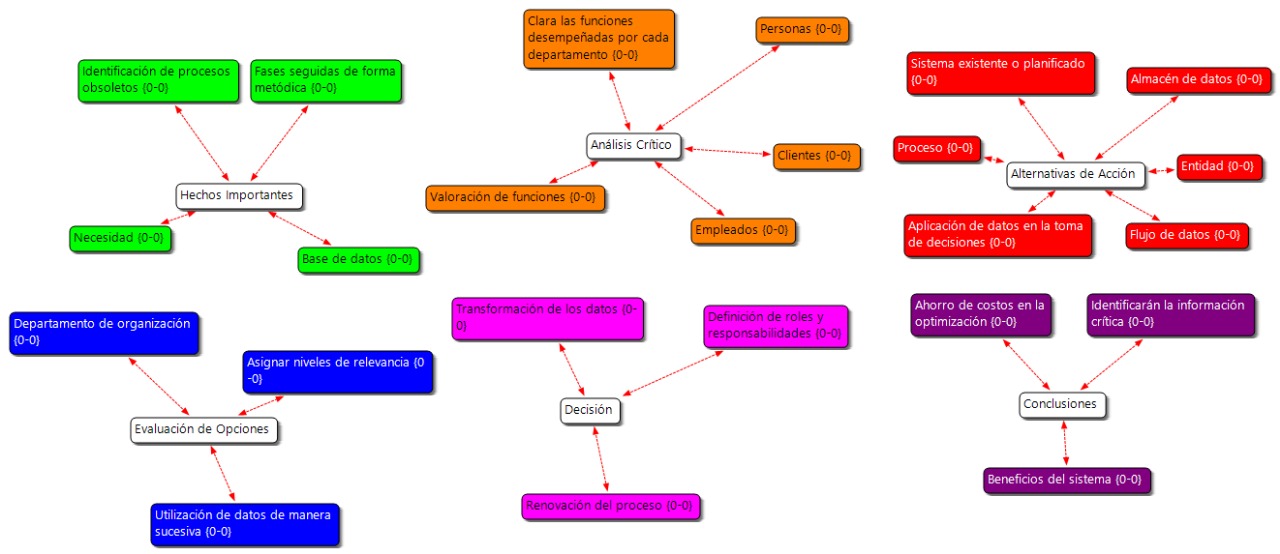 Identificación de procesos
obsoletos {0-0}
Fases seguidas de forma
metódica {0-0}
Hechos Importantes
Necesidad {0-0}
Base de datos {0-0}
Clara las funciones
desempeñadas por cada
departamento {0-0}
Personas {0-0}
Análisis Crítico
Clientes {0-0}
Valoración de funciones {0-0}
Empleados {0-0}
Sistema existente o planificado
{0-0}
Almacén de datos {0-0}
Proceso {0-0}
Alternativas de Acción
Entidad {0-0}
Aplicación de datos en la toma
de decisiones {0-0}
Flujo de datos {0-0}
Departamento de organización
{0-0}
Asignar niveles de relevancia {0
-0}
Evaluación de Opciones
Utilización de datos de manera
sucesiva {0-0}
Transformación de los datos {0-
0}
Definición de roles y
responsabilidades {0-0}
Decisión
Renovación del proceso {0-0}
Ahorro de costos en la
optimización {0-0}
Identificarán la información
crítica {0-0}
Conclusiones
Beneficios del sistema {0-0}